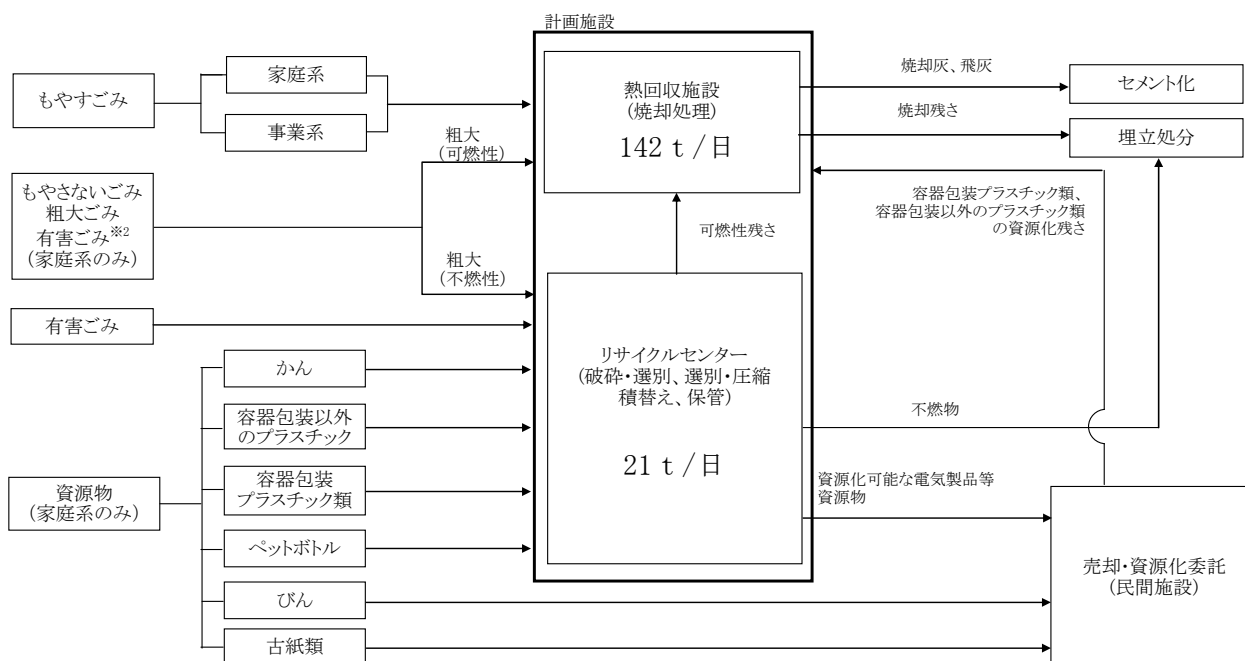 計画施設
もやすごみ
家庭系
事業系
粗大
(可燃性)
もやさないごみ
粗大ごみ
有害ごみ※2
(家庭系のみ)
粗大
(不燃性)
有害ごみ
資源物
(家庭系のみ)
かん
容器包装以外
のプラスチック
容器包装
プラスチック類
ペットボトル
びん
古紙類
熱回収施設
(焼却処理)
142 t/日
可燃性残さ
リサイクルセンター
(破砕・選別、選別・圧縮
積替え、保管)
21 t/日
焼却灰、飛灰
セメント化
焼却残さ
埋立処分
容器包装プラスチック類、
容器包装以外のプラスチック類
の資源化残さ
不燃物
資源化可能な電気製品等
資源物
売却・資源化委託
(民間施設)